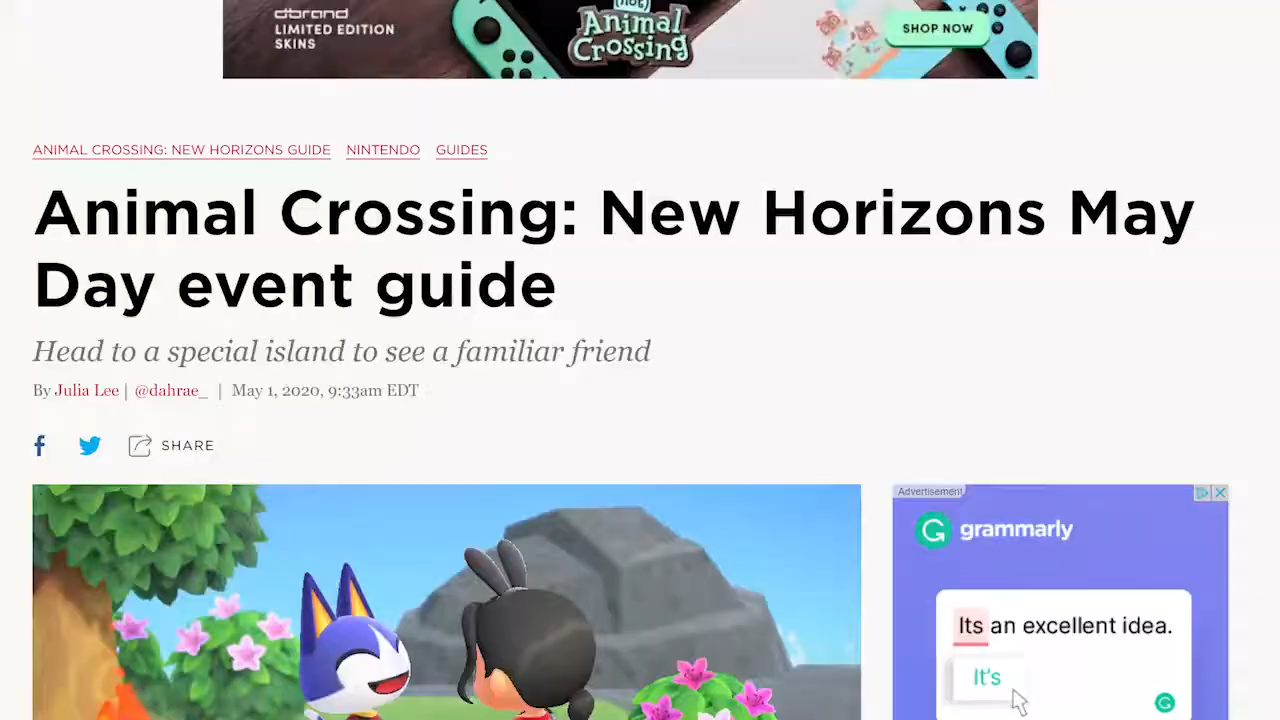 dbrand
LIMITED EDITION
SKINS
(not)
Animal
Crossing
SHOP NOW
ANIMAL CROSSING: NEW HORIZONS GUIDE NINTENDO GUIDES
Animal Crossing: New Horizons May
Day event guide
Head to a special island to see a familiar friend
By Julia Lee | @dahrae_ | May 1, 2020, 9:33am EDT
f
SHARE
Advertisement
G grammarly
Its an excellent idea.
It's
G